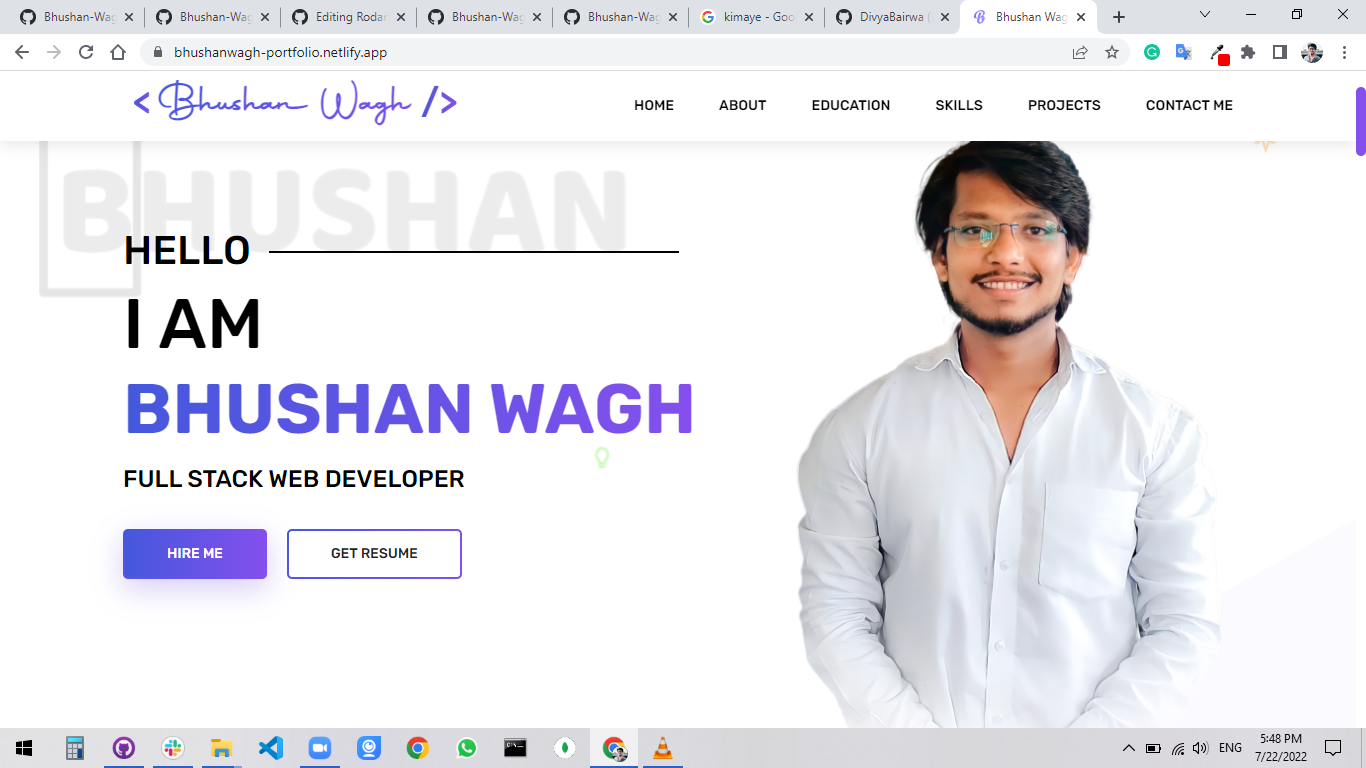 Bhushan-Wag
Bhushan-Wag
Editing Rodar
Bhushan-Wag
Bhushan-Wag
kimaye - Goo
DivyaBairwa (
Bhushan Wag
bhushanwagh-portfolio.netlify.app
< Bhushan Wagh />
HOME
ABOUT
EDUCATION
SKILLS
PROJECTS
CONTACT ME
BHUSHAN
HELLO
I AM
BHUSHAN WAGH
FULL STACK WEB DEVELOPER
HIRE ME
GET RESUME
ENG
5:48 PM
7/22/2022